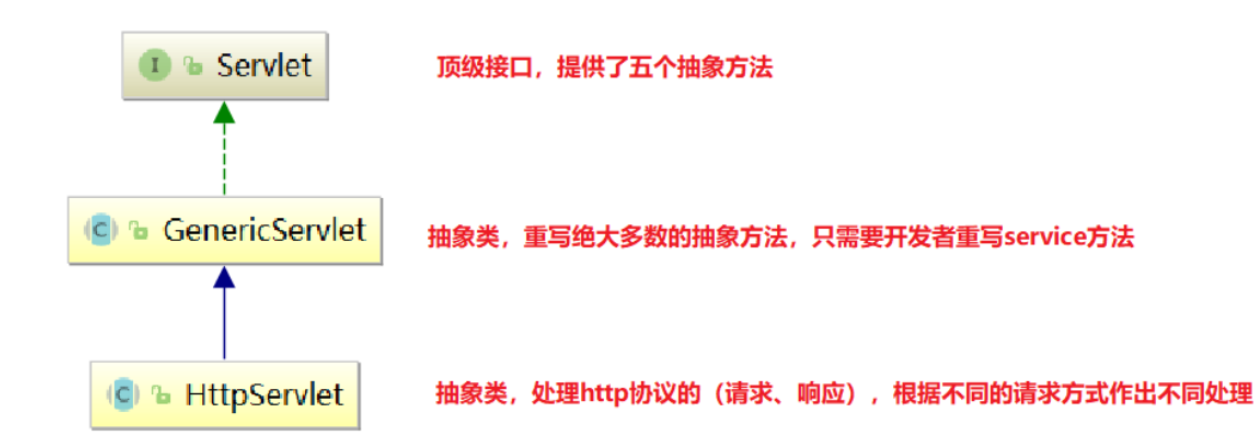 I Servlet 顶级接口，提供了五个抽象方法
C GenericServlet 抽象类，重写绝大多数的抽象方法，只需要开发者重写service方法
C HttpServlet 抽象类，处理http协议的（请求、响应），根据不同的请求方式作出不同处理